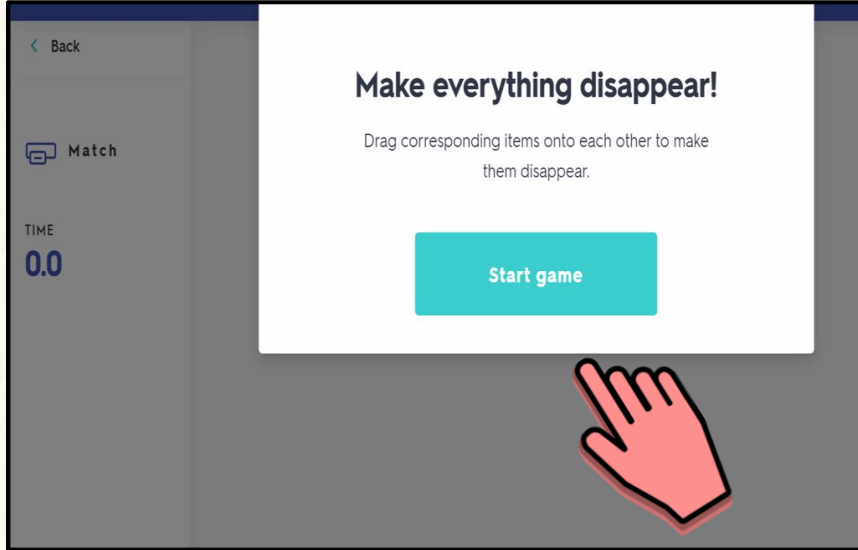 Back
Match
TIME
0.0
Make everything disappear!
Drag corresponding items onto each other to make
them disappear.
Start game